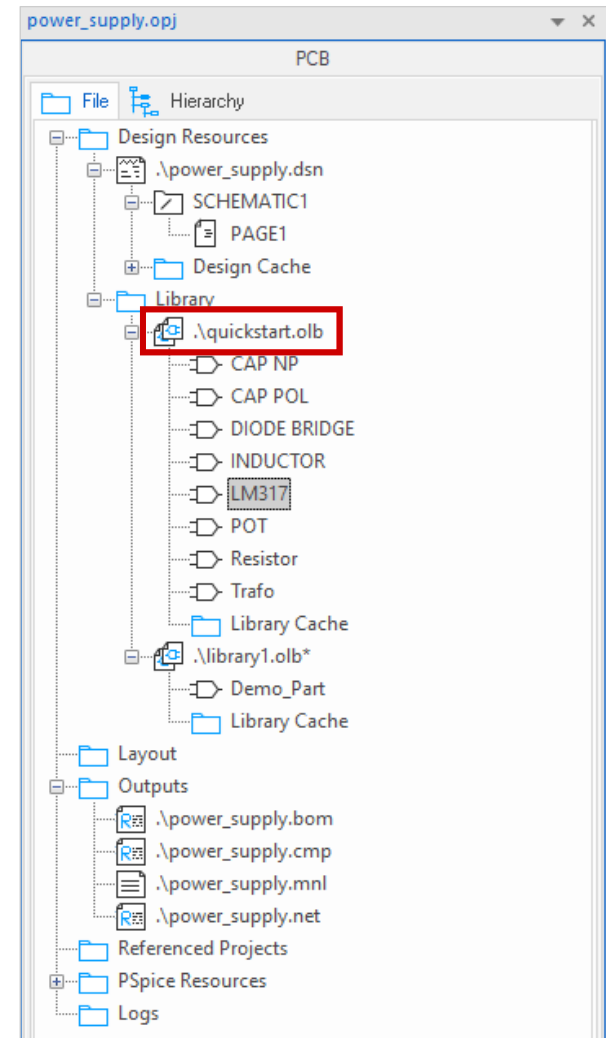 power_supply.opj
PCB
File Hierarchy
Design Resources
.\power_supply.dsn
SCHEMATIC1
PAGE1
Design Cache
Library
.\quickstart.olb
CAP NP
CAP POL
DIODE BRIDGE
INDUCTOR
LM317
POT
Resistor
Trafo
Library Cache
.\library1.olb*
Demo_Part
Library Cache
Layout
Outputs
.\power_supply.bom
.\power_supply.cmp
.\power_supply.mnl
.\power_supply.net
Referenced Projects
PSpice Resources
Logs